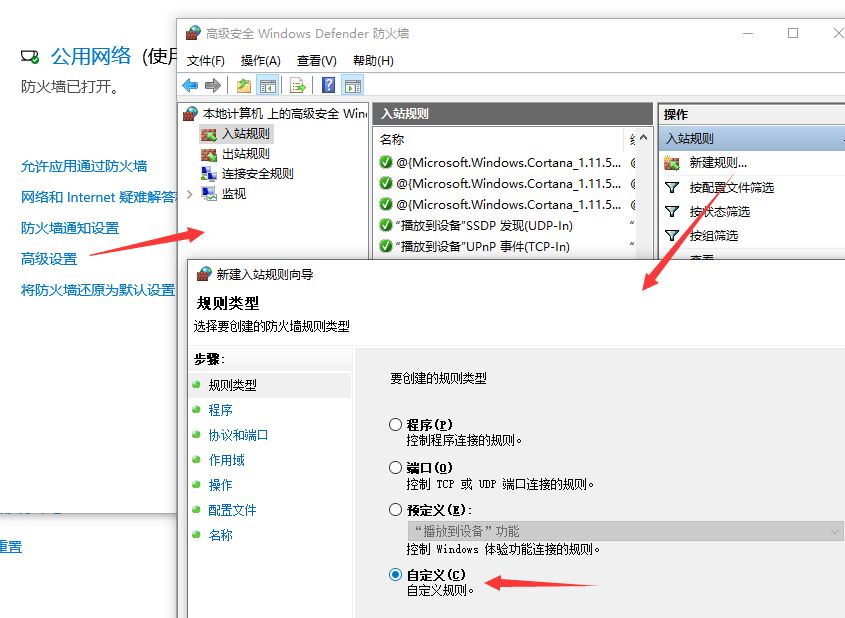 公用网络 (使用
防火墙已打开。
允许应用通过防火墙
网络和 Internet 疑难解答
防火墙通知设置
高级设置
将防火墙还原为默认设置
重置
高级安全 Windows Defender 防火墙
文件(F) 操作(A) 查看(V) 帮助(H)
本地计算机 上的高级安全 Win
入站规则
出站规则
连接安全规则
监视
入站规则
名称
@{Microsoft.Windows.Cortana_1.11.5...
@{Microsoft.Windows.Cortana_1.11.5...
@{Microsoft.Windows.Cortana_1.11.5...
“播放到设备”SSDP 发现(UDP-In)
“播放到设备”UPnP 事件(TCP-In)
操作
入站规则
新建规则...
按配置文件筛选
按状态筛选
按组筛选
查看
新建入站规则向导
规则类型
选择要创建的防火墙规则类型
步骤:
规则类型
程序
协议和端口
作用域
操作
配置文件
名称
要创建的规则类型
程序(P)
控制程序连接的规则。
端口(O)
控制 TCP 或 UDP 端口连接的规则。
预定义(E):
“播放到设备”功能
控制 Windows 体验功能连接的规则。
自定义(C)
自定义规则。